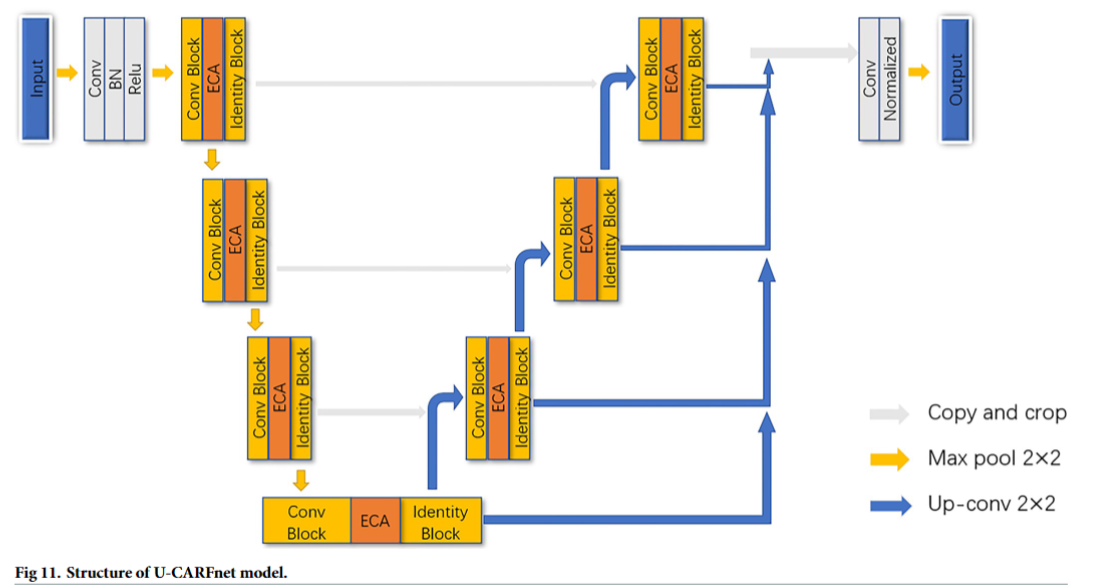 Input
Conv
BN
Relu
Conv Block
ECA
Identity Block
Conv Block
ECA
Identity Block
Conv
Normalized
Output
Conv Block
ECA
Identity Block
Conv Block
ECA
Identity Block
Conv Block
ECA
Identity Block
Conv Block
ECA
Identity Block
Conv
Block
ECA
Identity
Block
Copy and crop
Max pool 2×2
Up-conv 2×2
Fig 11. Structure of U-CARFnet model.